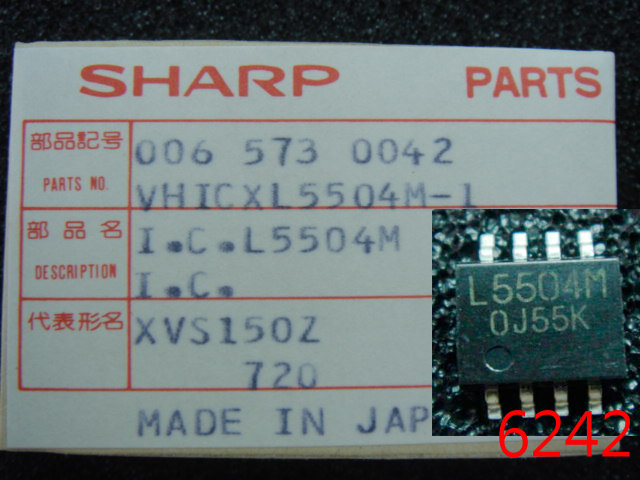 SHARP PARTS
部品記号 006 573 0042
PARTS NO. VHICXL5504M-1
部品名 I.C.L5504M
DESCRIPTION I.C.
代表形名 XVS150Z
720
MADE IN JAP
L5504M
0J55K
6242